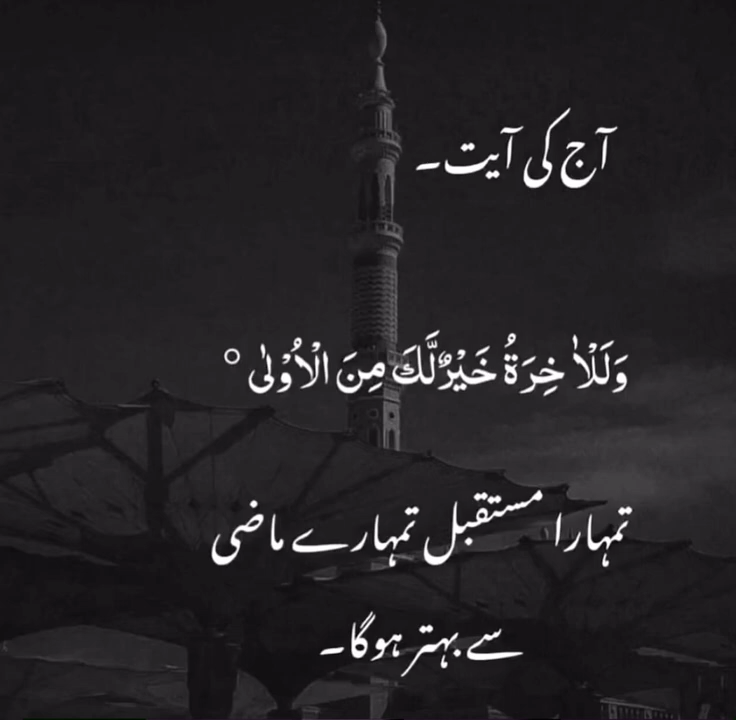 آج کی آیت۔
وَلَلْاٰخِرَةُ خَيْرٌ لَّكَ مِنَ الْاُوْلٰى ○
تمہارا مستقبل تمہارے ماضی
سے بہتر ہوگا۔